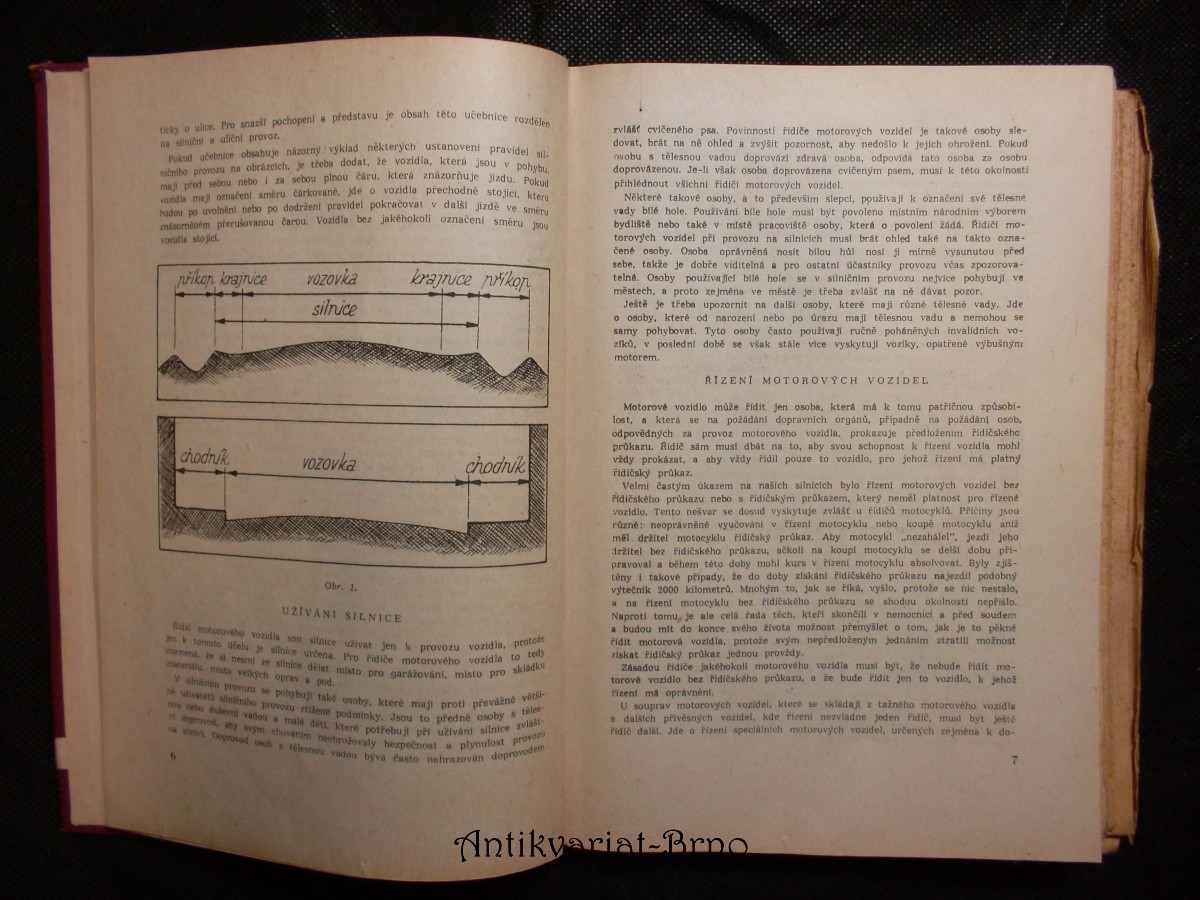 ticky o ulice. Pro snazší pochopení a představu je obsah této učebnice rozdělen
na silniční a uliční provoz.
Pokud učebnice obsahuje názorný výklad některých ustanovení pravidel sil-
ničního provozu na obrázcích, je třeba dodat, že vozidla, která jsou v pohybu,
mají před sebou nebo i za sebou plnou čáru, která znázorňuje jízdu. Pokud
vozidla mají označení směru čárkovaně, jde o vozidla přechodně stojící, která
budou po uvolnění nebo po dodržení pravidel pokračovat v další jízdě ve směru
znázorněném přerušovanou čarou. Vozidla bez jakéhokoli označení směru jsou
vozidla stojící.
příkop krajnice vozovka krajnice příkop
silnice
chodník vozovka chodník
Obr. 1.
UŽÍVÁNÍ SILNICE
Řidič motorového vozidla smí silnice užívat jen k provozu vozidla, protože
jen k tomuto účelu je silnice určena. Pro řidiče motorového vozidla to tedy
znamená, že si nesmí ze silnice dělat místo pro garážování, místo pro skládku
materiálu, místo velkých oprav a pod.
V silničním provozu se pohybují také osoby, které mají proti převážné větši-
ně uživatelů silničního provozu ztížené podmínky. Jsou to předně osoby s těles-
nou nebo duševní vadou a malé děti, které potřebují při užívání silnice zvlášt-
ní doprovod, aby svým chováním neohrožovaly bezpečnost a plynulost provozu
na silnici. Doprovod osob s tělesnou vadou bývá často nahrazován doprovodem
6
zvlášť cvičeného psa. Povinností řidiče motorových vozidel je takové osoby sle-
dovat, brát na ně ohled a zvýšit pozornost, aby nedošlo k jejich ohrožení. Pokud
osobu s tělesnou vadou doprovází zdravá osoba, odpovídá tato osoba za osobu
doprovázenou. Je-li však osoba doprovázena cvičeným psem, musí k této okolnosti
přihlédnout všichni řidiči motorových vozidel.
Některé takové osoby, a to především slepci, používají k označení své tělesné
vady bílé hole. Používání bílé hole musí být povoleno místním národním výborem
bydliště nebo také v místě pracoviště osoby, která o povolení žádá. Řidiči mo-
torových vozidel při provozu na silnicích musí brát ohled také na takto ozna-
čené osoby. Osoba oprávněná nosit bílou hůl nosí ji mírně vysunutou před
sebe, takže je dobře viditelná a pro ostatní účastníky provozu včas zpozorova-
telná. Osoby používající bílé hole se v silničním provozu nejvíce pohybují ve
městech, a proto zejména ve městě je třeba zvlášť na ně dávat pozor.
Ještě je třeba upozornit na další osoby, které mají různé tělesné vady. Jde
o osoby, které od narození nebo po úrazu mají tělesnou vadu a nemohou se
samy pohybovat. Tyto osoby často používají ručně poháněných invalidních vo-
zíků, v poslední době se však stále více vyskytují vozíky, opatřené výbušným
motorem.
ŘÍZENÍ MOTOROVÝCH VOZIDEL
Motorové vozidlo může řídit jen osoba, která má k tomu patřičnou způsobi-
lost, a která se na požádání dopravních orgánů, případně na požádání osob,
odpovědných za provoz motorového vozidla, prokazuje předložením řidičského
průkazu. Řidič sám musí dbát na to, aby svou schopnost k řízení vozidla mohl
vždy prokázat, a aby vždy řídil pouze to vozidlo, pro jehož řízení má platný
řidičský průkaz.
Velmi častým úkazem na našich silnicích bylo řízení motorových vozidel bez
řidičského průkazu nebo s řidičským průkazem, který neměl platnost pro řízené
vozidlo. Tento nešvar se dosud vyskytuje zvlášť u řidičů motocyklů. Příčiny jsou
různé: neoprávněné vyučování v řízení motocyklu nebo koupě motocyklu aniž
měl držitel motocyklu řidičský průkaz. Aby motocykl „nezahálel", jezdí jeho
držitel bez řidičského průkazu, ačkoli na koupi motocyklu se delší dobu při-
pravoval a během této doby mohl kurs v řízení motocyklu absolvovat. Byly zjiš-
těny i takové případy, že do doby získání řidičského průkazu najezdil podobný
výtečník 2000 kilometrů. Mnohým to, jak se říká, vyšlo, protože se nic nestalo,
a na řízení motocyklu bez řidičského průkazu se shodou okolností nepřišlo.
Naproti tomu je ale celá řada těch, kteří skončili v nemocnici a před soudem
a budou mít do konce svého života možnost přemýšlet o tom, jak je to pěkné
řídit motorová vozidla, protože svým nepředloženým jednáním ztratili možnost
získat řidičský průkaz jednou provždy.
Zásadou řidiče jakéhokoli motorového vozidla musí být, že nebude řídit mo-
torové vozidlo bez řidičského průkazu, a že bude řídit jen to vozidlo, k jehož
řízení má oprávnění.
U souprav motorových vozidel, které se skládají z tažného motorového vozidla
a dalších přívěsných vozidel, kde řízení nezvládne jeden řidič, musí být ještě
řidič další. Jde o řízení speciálních motorových vozidel, určených zejména k do-
7
Antikvariat-Brno